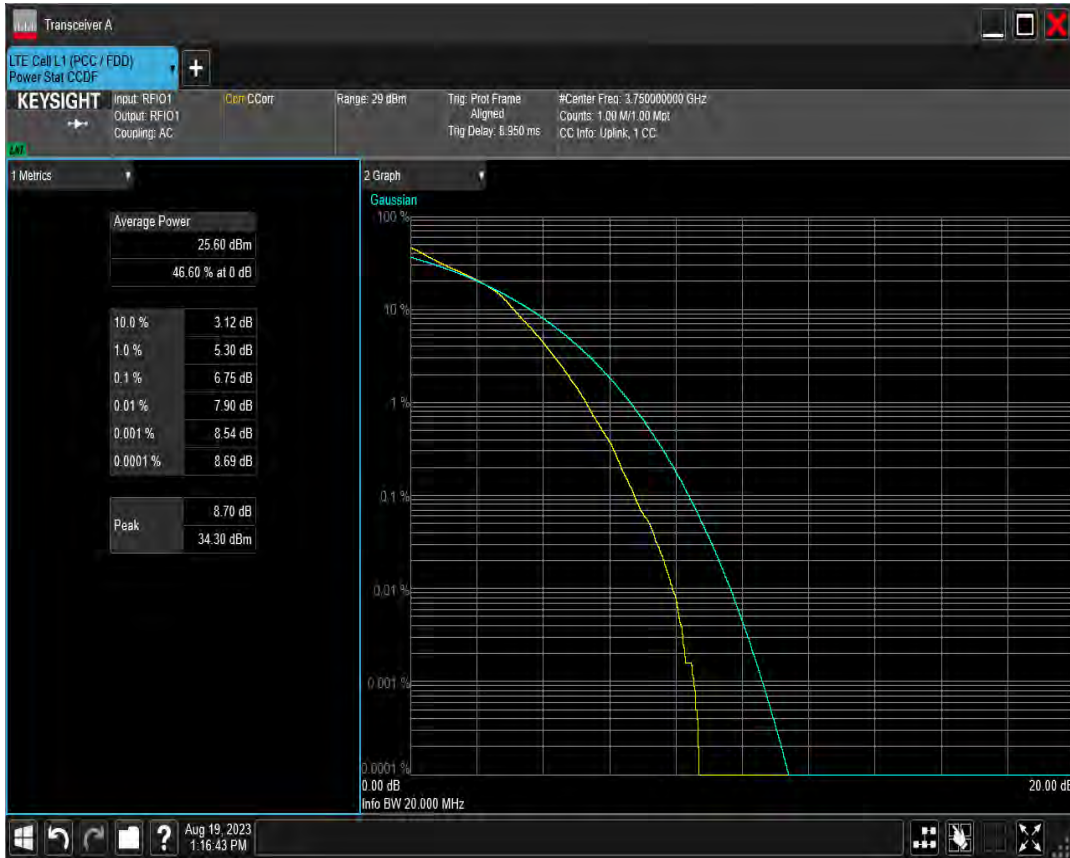 Transceiver A
LTE Cell L1 (PCC / FDD)
Power Stat CCDF
+
KEYSIGHT
Input: RFIO1
Output: RFIO1
Coupling: AC
Corr CCorr
Range: 29 dBm
Trig: Prot Frame
Aligned
Trig Delay: 8.950 ms
#Center Freq: 3.750000000 GHz
Counts: 1.00 M/1.00 Mpt
CC Info: Uplink, 1 CC
1 Metrics
Average Power
25.60 dBm
46.60 % at 0 dB
10.0 % 3.12 dB
1.0 % 5.30 dB
0.1 % 6.75 dB
0.01 % 7.90 dB
0.001 % 8.54 dB
0.0001 % 8.69 dB
Peak
8.70 dB
34.30 dBm
2 Graph
Gaussian
100 %
10 %
1 %
0.1 %
0.01 %
0.001 %
0.0001 %
0.00 dB
20.00 dB
Info BW 20.000 MHz
?
Aug 19, 2023
1:16:43 PM